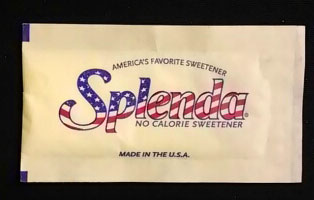 AMERICA'S FAVORITE SWEETENER
Splenda®
NO CALORIE SWEETENER
MADE IN THE U.S.A.